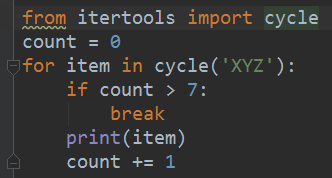 from itertools import cycle
count = 0
for item in cycle('XYZ'):
    if count > 7:
        break
    print(item)
    count += 1